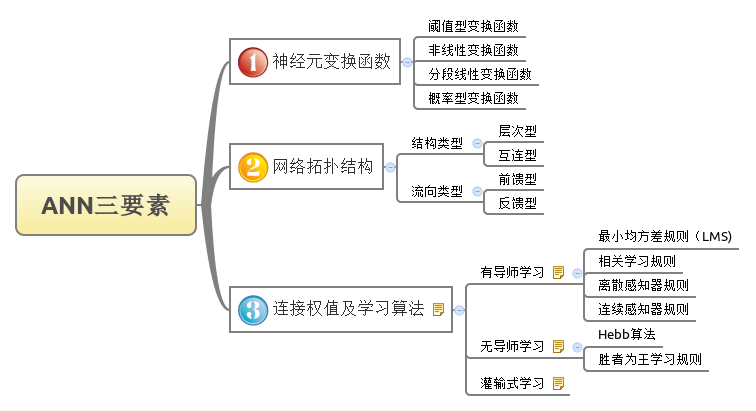 ANN三要素
1
神经元变换函数
阈值型变换函数
非线性变换函数
分段线性变换函数
概率型变换函数
2
网络拓扑结构
结构类型
层次型
互连型
流向类型
前馈型
反馈型
3
连接权值及学习算法
有导师学习
最小均方差规则（LMS)
相关学习规则
离散感知器规则
连续感知器规则
无导师学习
Hebb算法
胜者为王学习规则
灌输式学习